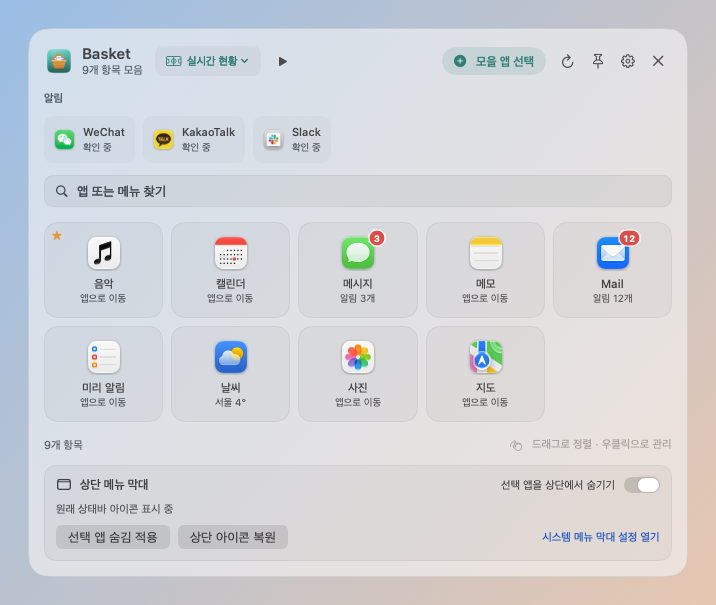 Basket
9개 항목 모음
실시간 현황
모을 앱 선택
알림
WeChat
확인 중
KakaoTalk
확인 중
Slack
확인 중
앱 또는 메뉴 찾기
음악
앱으로 이동
캘린더
앱으로 이동
3
메시지
알림 3개
메모
앱으로 이동
12
Mail
알림 12개
미리 알림
앱으로 이동
날씨
서울 4°
사진
앱으로 이동
지도
앱으로 이동
9개 항목
드래그로 정렬 · 우클릭으로 관리
상단 메뉴 막대
선택 앱을 상단에서 숨기기
원래 상태바 아이콘 표시 중
선택 앱 숨김 적용
상단 아이콘 복원
시스템 메뉴 막대 설정 열기